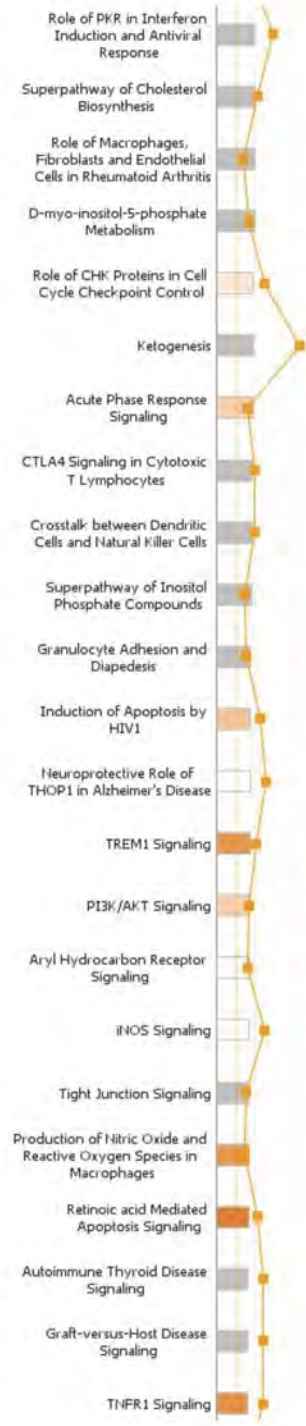 Role of PKR in Interferon
Induction and Antiviral
Response
Superpathway of Cholesterol
Biosynthesis
Role of Macrophages,
Fibroblasts and Endothelial
Cells in Rheumatoid Arthritis
D-myo-inositol-5-phosphate
Metabolism
Role of CHK Proteins in Cell
Cycle Checkpoint Control
Ketogenesis
Acute Phase Response
Signaling
CTLA4 Signaling in Cytotoxic
T Lymphocytes
Crosstalk between Dendritic
Cells and Natural Killer Cells
Superpathway of Inositol
Phosphate Compounds
Granulocyte Adhesion and
Diapedesis
Induction of Apoptosis by
HIV1
Neuroprotective Role of
THOP1 in Alzheimer's Disease
TREM1 Signaling
PI3K/AKT Signaling
Aryl Hydrocarbon Receptor
Signaling
iNOS Signaling
Tight Junction Signaling
Production of Nitric Oxide and
Reactive Oxygen Species in
Macrophages
Retinoic acid Mediated
Apoptosis Signaling
Autoimmune Thyroid Disease
Signaling
Graft-versus-Host Disease
Signaling
TNFR1 Signaling